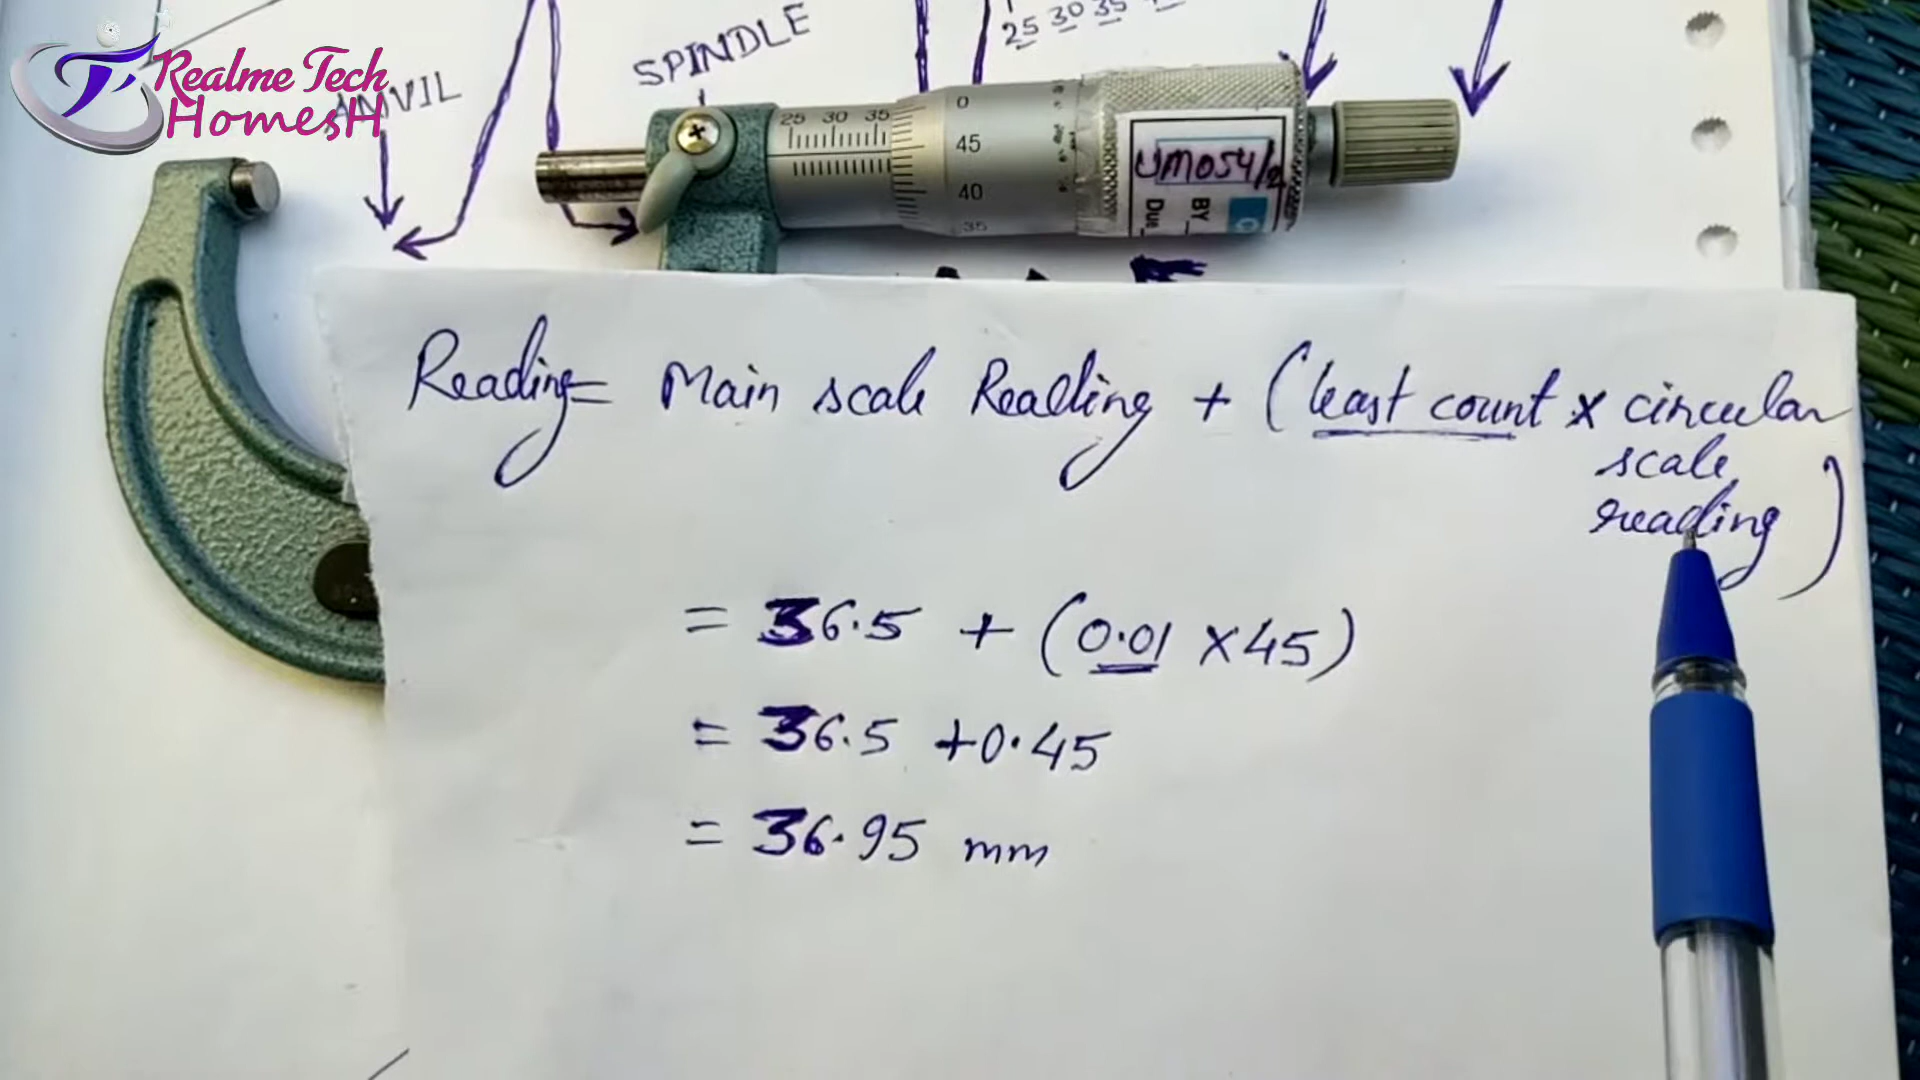 Realme Tech
HomesH
ANVIL
SPINDLE
25 30 35
25 30 35
0
45
40
35
UM054/2
BY
Due
Reading = Main scale Reading + (least count × circular
scale
reading)
= 36.5 + (0.01 × 45)
= 36.5 + 0.45
= 36.95 mm